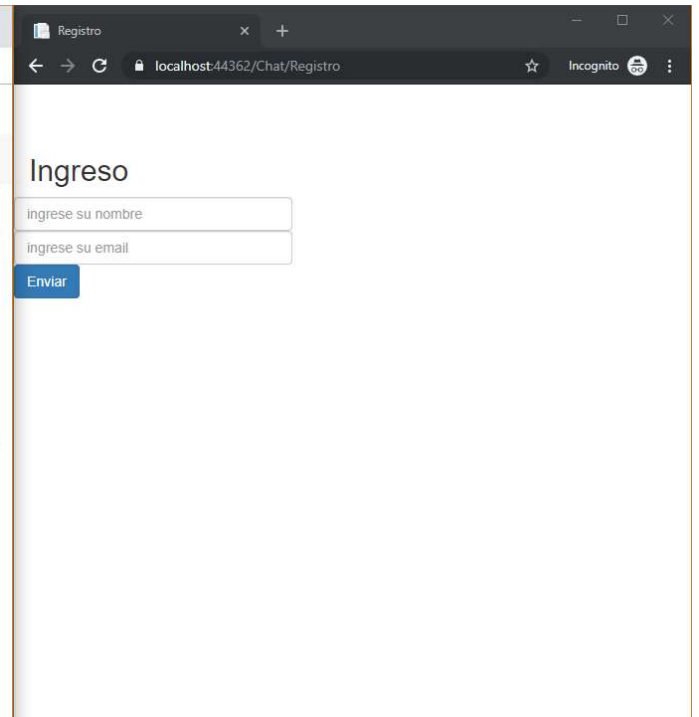 Registro
localhost:44362/Chat/Registro
Incognito
Ingreso
ingrese su nombre
ingrese su email
Enviar